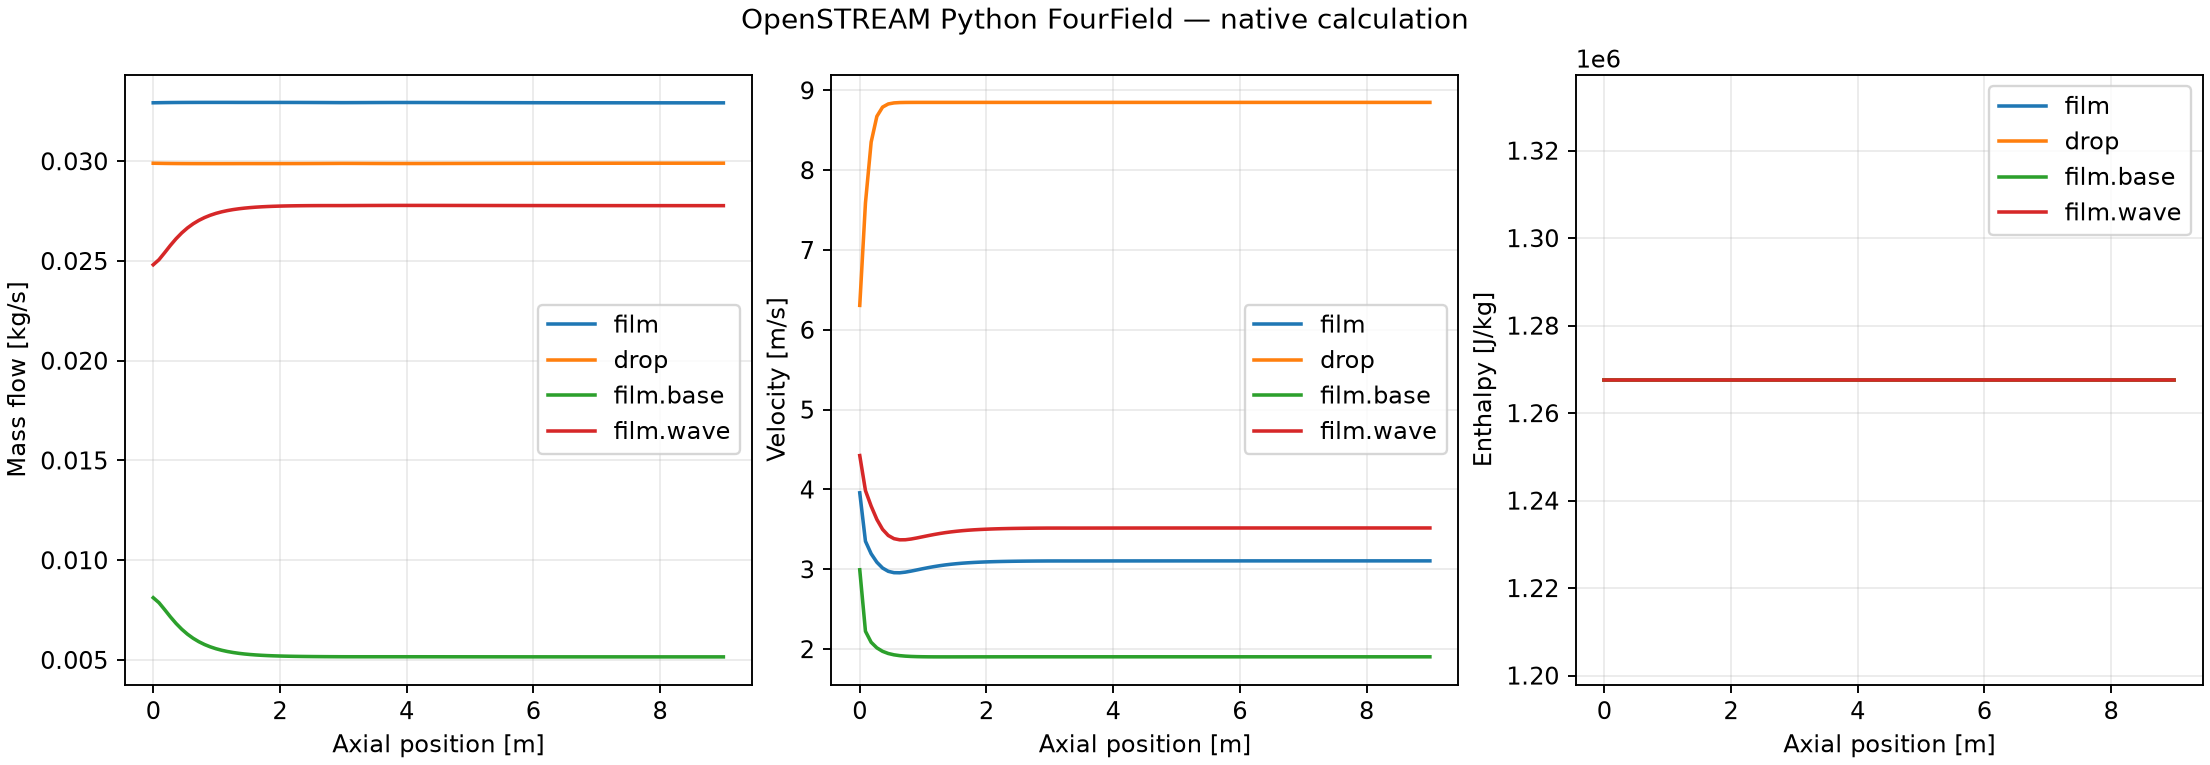 OpenSTREAM Python FourField — native calculation
Mass flow [kg/s]
0.030
0.025
0.020
0.015
0.010
0.005
film
drop
film.base
film.wave
0 2 4 6 8
Axial position [m]
Velocity [m/s]
9
8
7
6
5
4
3
2
film
drop
film.base
film.wave
0 2 4 6 8
Axial position [m]
1e6
Enthalpy [J/kg]
1.32
1.30
1.28
1.26
1.24
1.22
1.20
film
drop
film.base
film.wave
0 2 4 6 8
Axial position [m]